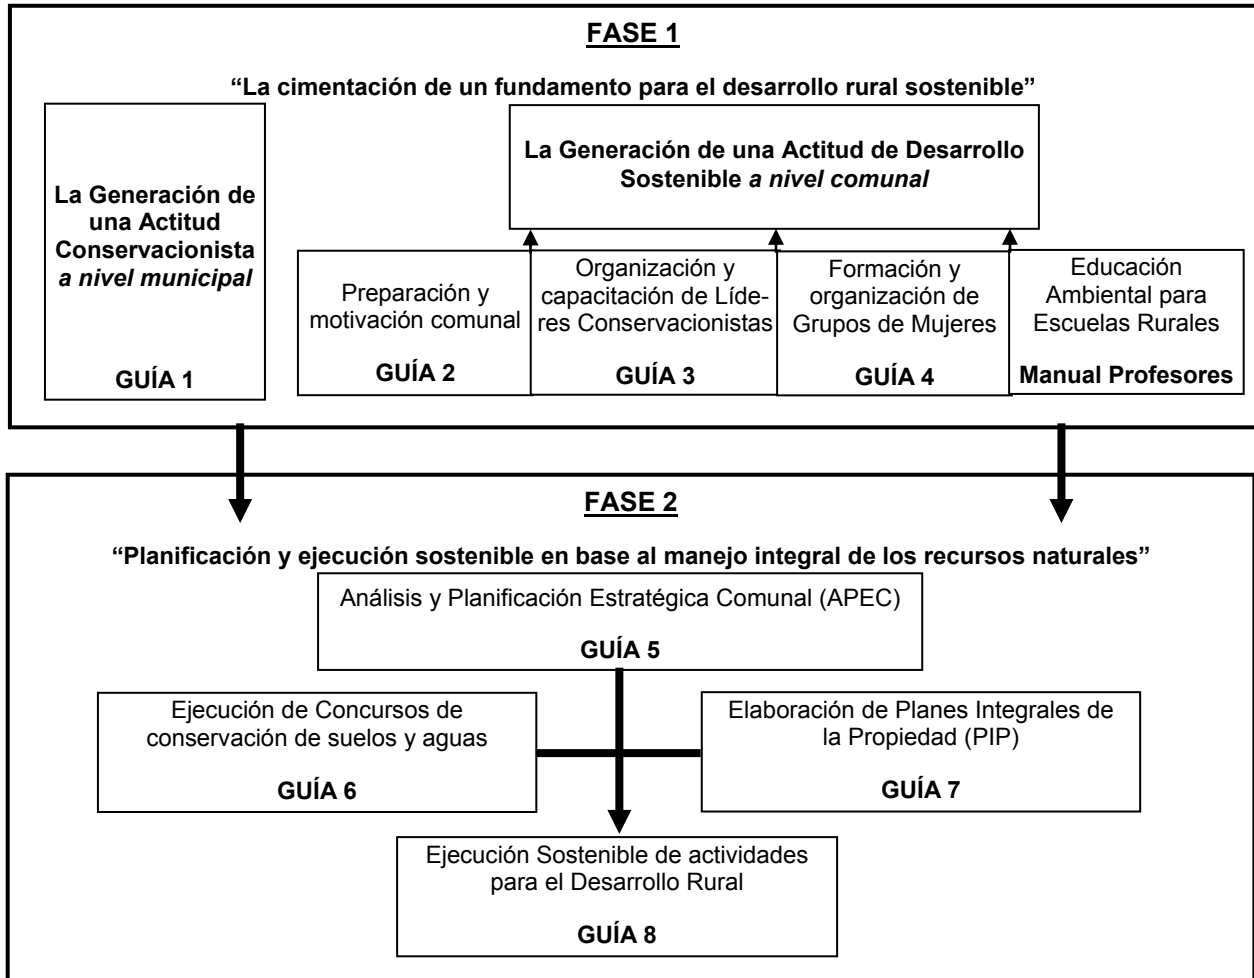 FASE 1
“La cimentación de un fundamento para el desarrollo rural sostenible”
La Generación de
una Actitud
Conservacionista
a nivel municipal
GUÍA 1
La Generación de una Actitud de Desarrollo
Sostenible a nivel comunal
Preparación y
motivación comunal
GUÍA 2
Organización y
capacitación de Líde-
res Conservacionistas
GUÍA 3
Formación y
organización de
Grupos de Mujeres
GUÍA 4
Educación
Ambiental para
Escuelas Rurales
Manual Profesores
FASE 2
“Planificación y ejecución sostenible en base al manejo integral de los recursos naturales”
Análisis y Planificación Estratégica Comunal (APEC)
GUÍA 5
Ejecución de Concursos de
conservación de suelos y aguas
GUÍA 6
Elaboración de Planes Integrales de
la Propiedad (PIP)
GUÍA 7
Ejecución Sostenible de actividades
para el Desarrollo Rural
GUÍA 8